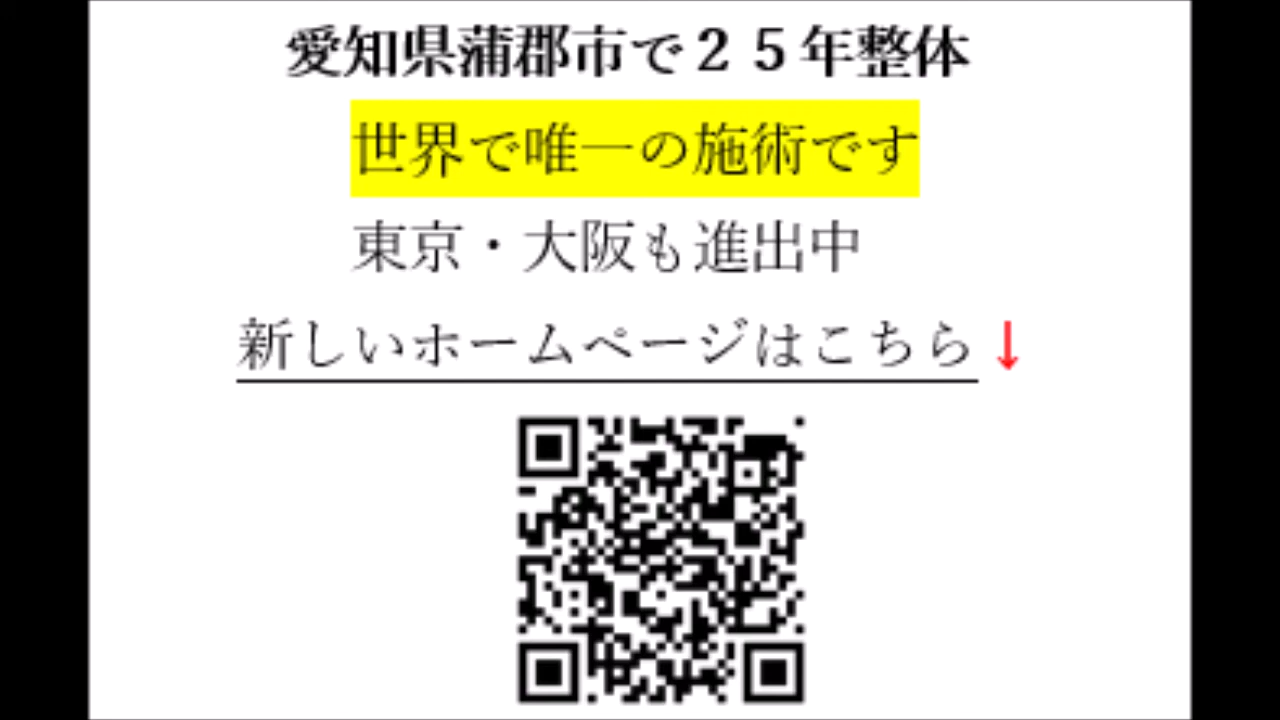 愛知県蒲郡市で２５年整体
世界で唯一の施術です
東京・大阪も進出中
新しいホームページはこちら↓